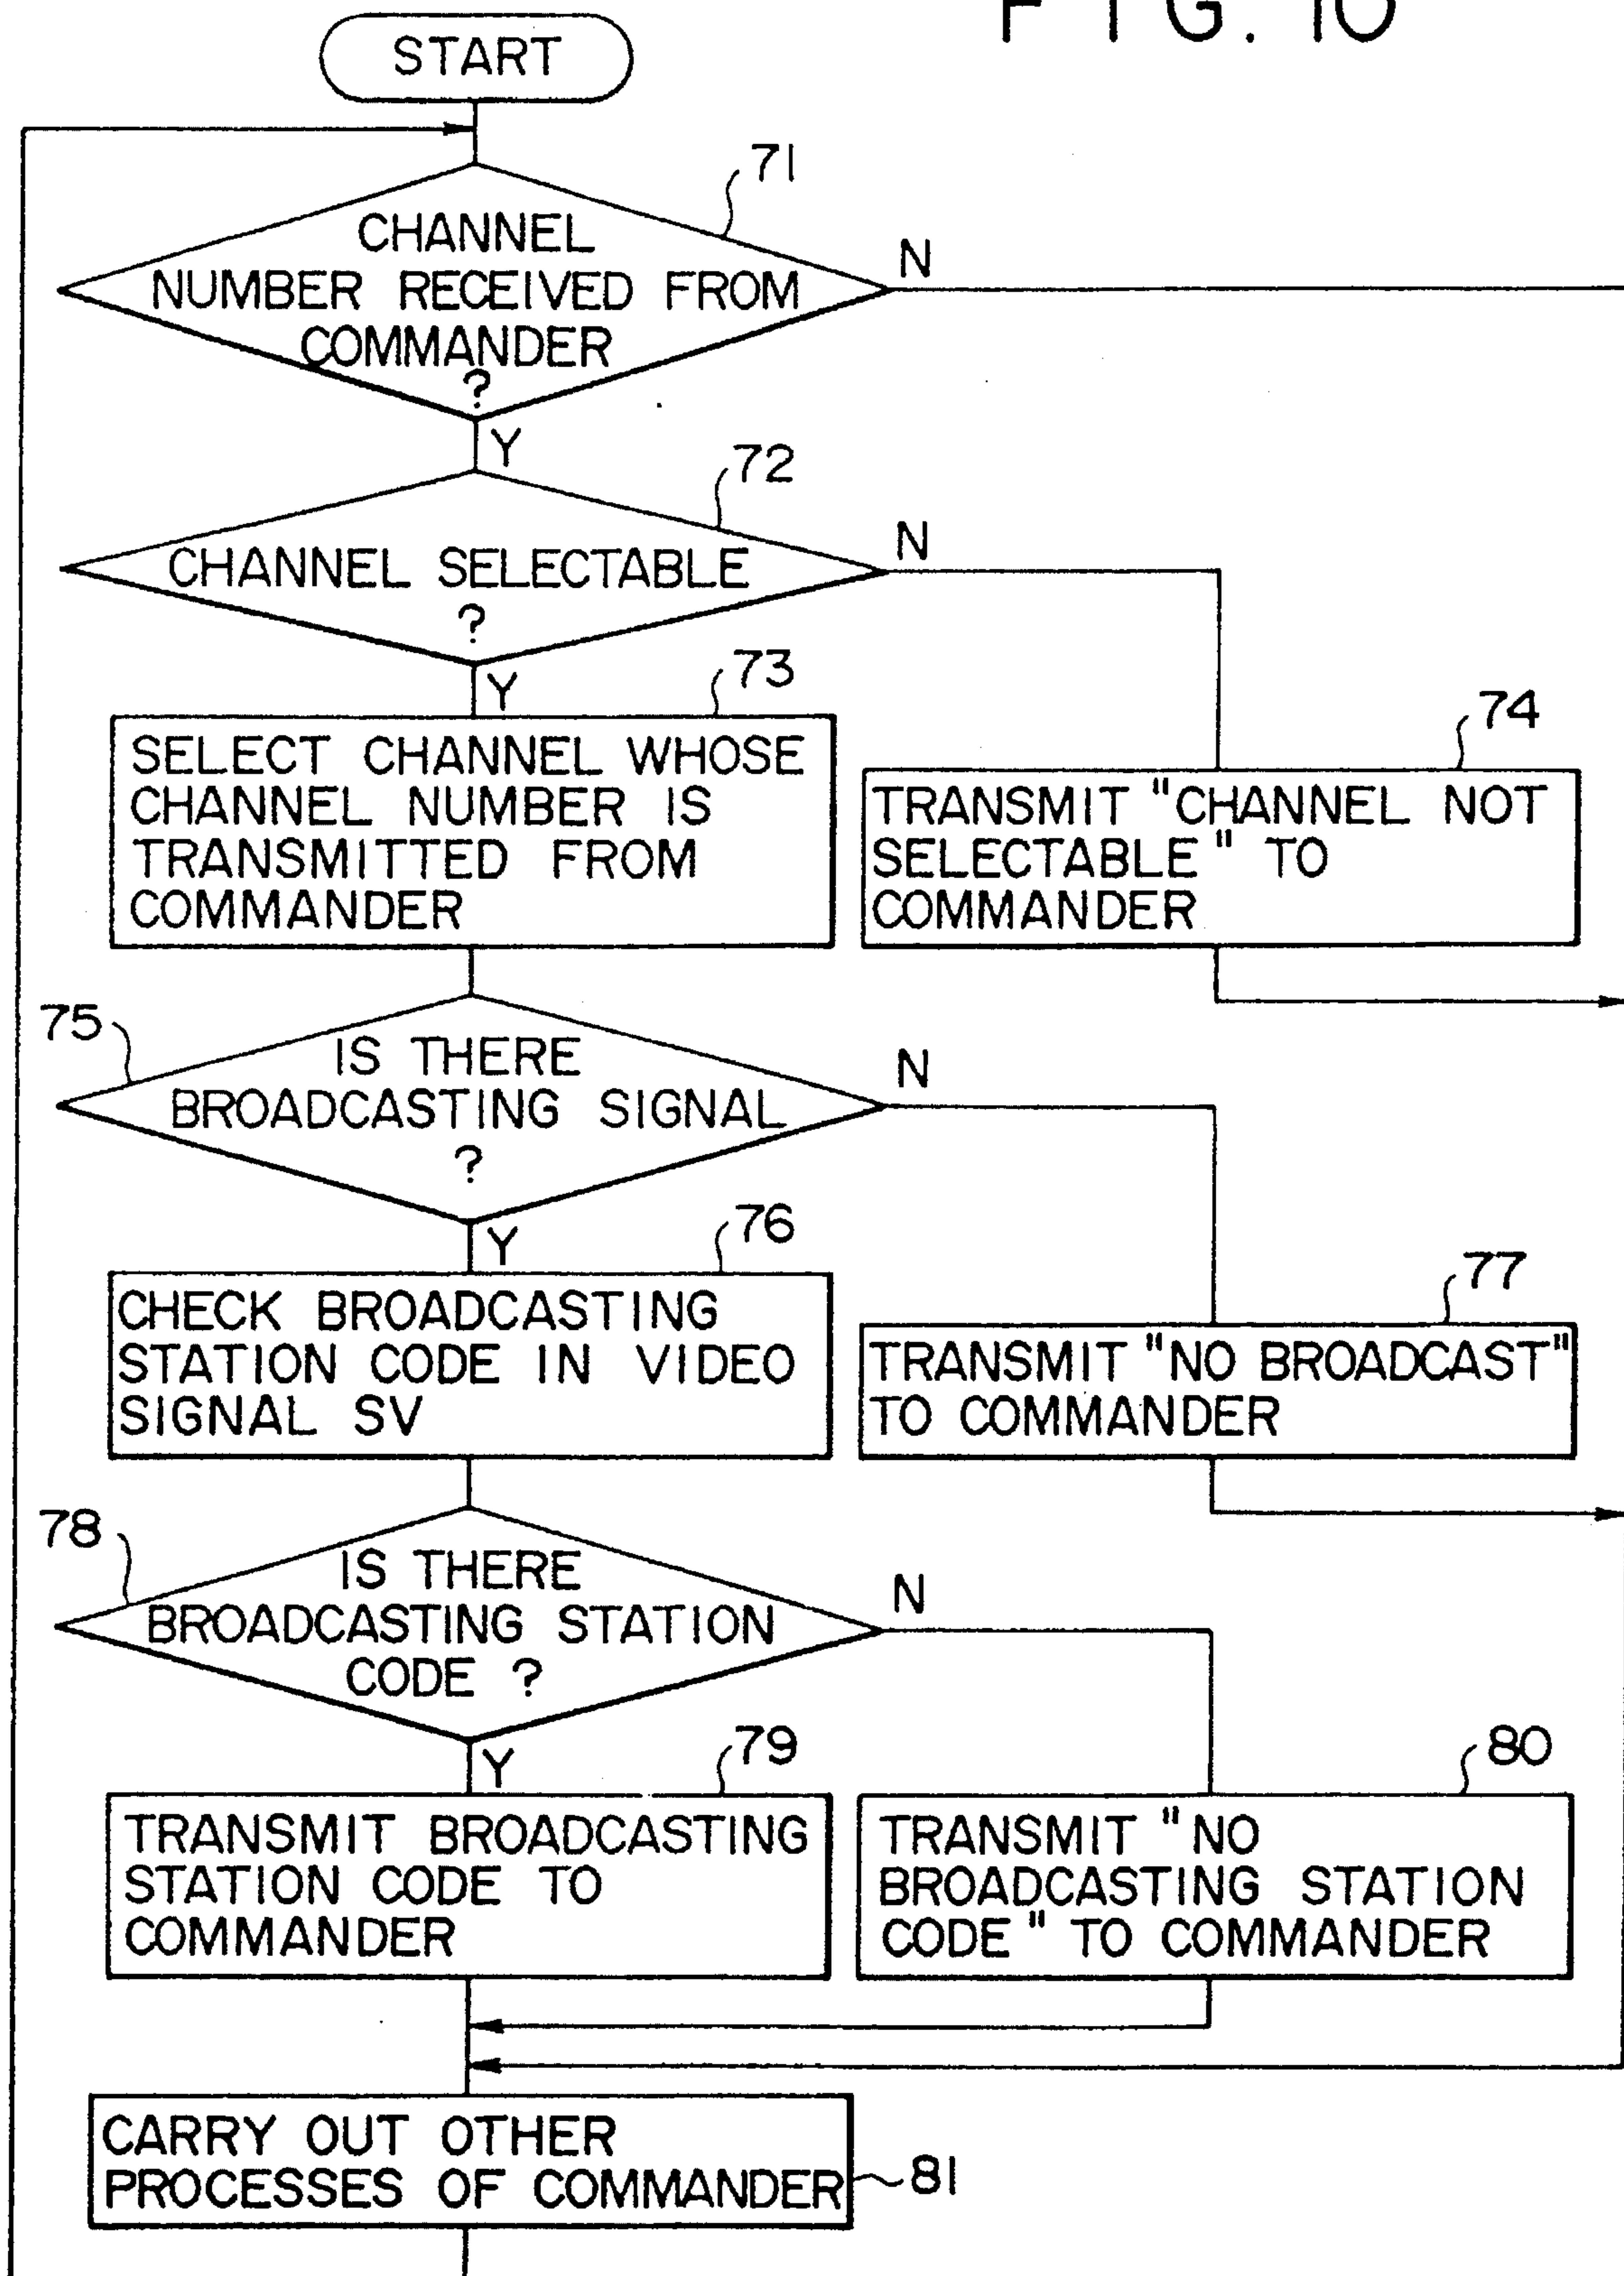 FIG. 10
START
71
CHANNEL
NUMBER RECEIVED FROM
COMMANDER
?
N
Y
72
CHANNEL SELECTABLE
?
N
Y
73
SELECT CHANNEL WHOSE
CHANNEL NUMBER IS
TRANSMITTED FROM
COMMANDER
74
TRANSMIT "CHANNEL NOT
SELECTABLE" TO
COMMANDER
75
IS THERE
BROADCASTING SIGNAL
?
N
Y
76
CHECK BROADCASTING
STATION CODE IN VIDEO
SIGNAL SV
77
TRANSMIT "NO BROADCAST"
TO COMMANDER
78
IS THERE
BROADCASTING STATION
CODE ?
N
Y
79
TRANSMIT BROADCASTING
STATION CODE TO
COMMANDER
80
TRANSMIT "NO
BROADCASTING STATION
CODE" TO COMMANDER
CARRY OUT OTHER
PROCESSES OF COMMANDER
81